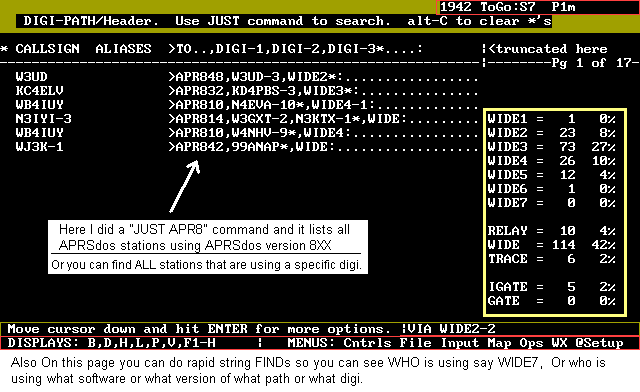 1942 ToGo:S7 P1m
DIGI-PATH/Header. Use JUST command to search. alt-C to clear *'s
* CALLSIGN ALIASES >TO..,DIGI-1,DIGI-2,DIGI-3*....: ¦<truncated here
--------Pg 1 of 17-
W3UD >APR848,W3UD-3,WIDE2*:....................
KC4ELV >APR832,KD4PBS-3,WIDE3*:..................
WB4IUY >APR810,N4EVA-10*,WIDE4-1:...............
N3IYI-3 >APR814,W3GXT-2,N3KTX-1*,WIDE:..........
WB4IUY >APR810,W4NHV-9*,WIDE4:..................
WJ3K-1 >APR842,99ANAP*,WIDE:....................
WIDE1 = 1 0%
WIDE2 = 23 8%
WIDE3 = 73 27%
WIDE4 = 26 10%
WIDE5 = 12 4%
WIDE6 = 1 0%
WIDE7 = 0 0%
RELAY = 10 4%
WIDE = 114 42%
TRACE = 6 2%
IGATE = 5 2%
GATE = 0 0%
Here I did a "JUST APR8" command and it lists all
APRSdos stations using APRSdos version 8XX
Or you can find ALL stations that are using a specific digi.
Move cursor down and hit ENTER for more options. ¦VIA WIDE2-2
DISPLAYS: B,D,H,L,P,V,F1-H ¦ MENUS: Cntrls File Input Map Ops WX @Setup
Also On this page you can do rapid string FINDs so you can see WHO is using say WIDE7, Or who is
using what software or what version of what path or what digi.